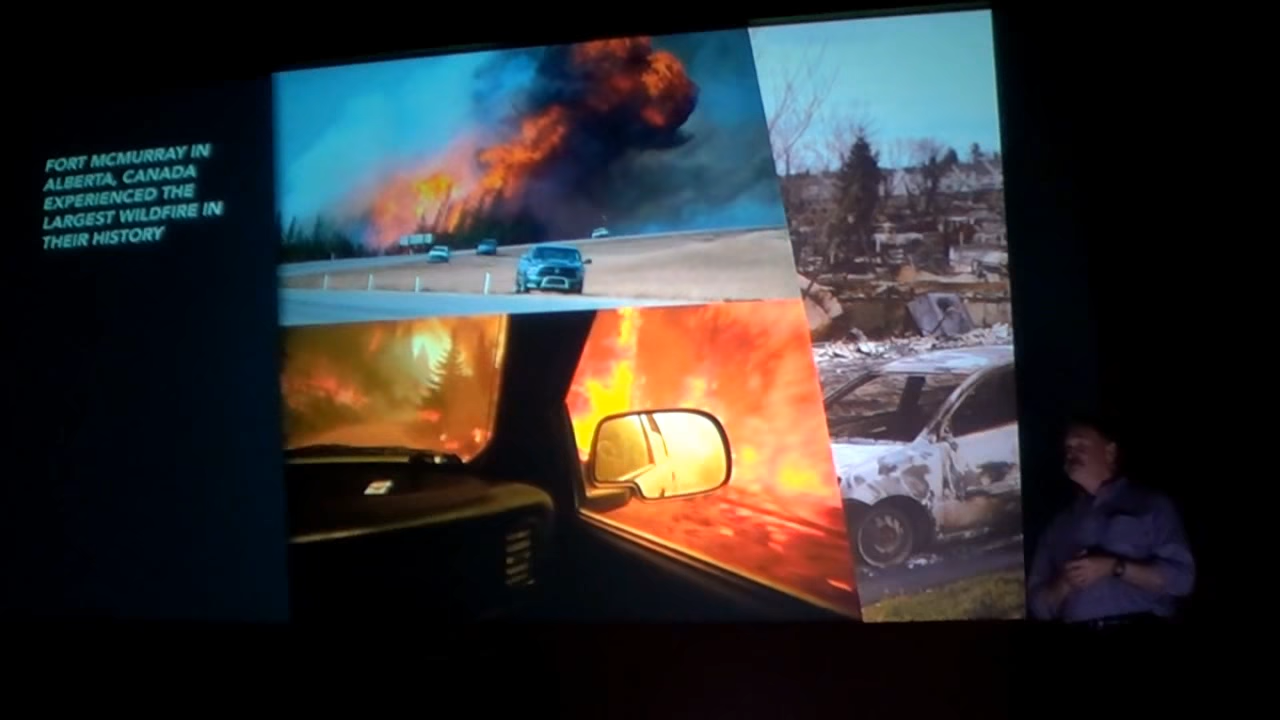 FORT MCMURRAY IN
ALBERTA, CANADA
EXPERIENCED THE
LARGEST WILDFIRE IN
THEIR HISTORY